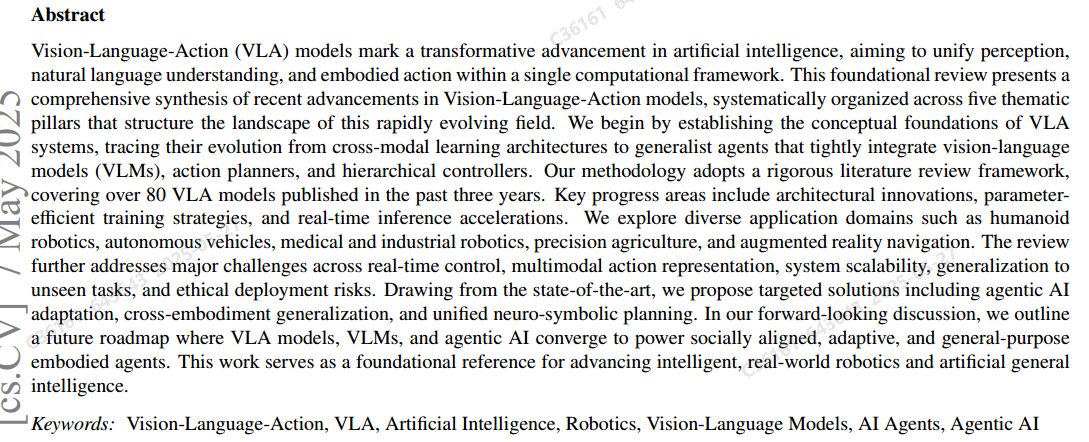 Abstract
Vision-Language-Action (VLA) models mark a transformative advancement in artificial intelligence, aiming to unify perception,
natural language understanding, and embodied action within a single computational framework. This foundational review presents a
comprehensive synthesis of recent advancements in Vision-Language-Action models, systematically organized across five thematic
pillars that structure the landscape of this rapidly evolving field. We begin by establishing the conceptual foundations of VLA
systems, tracing their evolution from cross-modal learning architectures to generalist agents that tightly integrate vision-language
models (VLMs), action planners, and hierarchical controllers. Our methodology adopts a rigorous literature review framework,
covering over 80 VLA models published in the past three years. Key progress areas include architectural innovations, parameter-
efficient training strategies, and real-time inference accelerations. We explore diverse application domains such as humanoid
robotics, autonomous vehicles, medical and industrial robotics, precision agriculture, and augmented reality navigation. The review
further addresses major challenges across real-time control, multimodal action representation, system scalability, generalization to
unseen tasks, and ethical deployment risks. Drawing from the state-of-the-art, we propose targeted solutions including agentic AI
adaptation, cross-embodiment generalization, and unified neuro-symbolic planning. In our forward-looking discussion, we outline
a future roadmap where VLA models, VLMs, and agentic AI converge to power socially aligned, adaptive, and general-purpose
embodied agents. This work serves as a foundational reference for advancing intelligent, real-world robotics and artificial general
intelligence.
Keywords: Vision-Language-Action, VLA, Artificial Intelligence, Robotics, Vision-Language Models, AI Agents, Agentic AI
[cs.CV] 7 May 2025
C36161